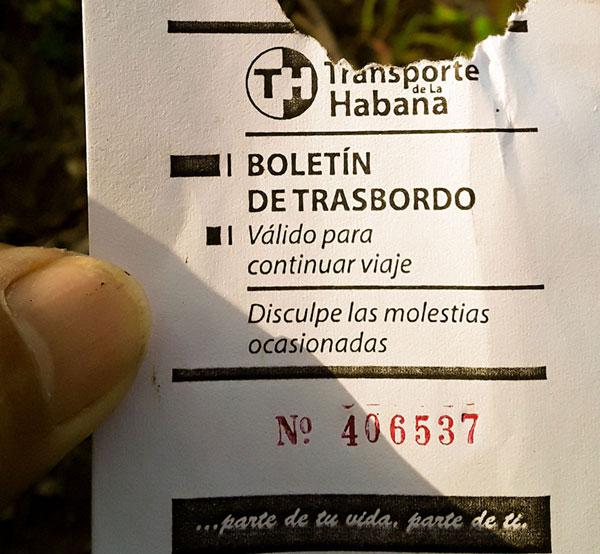 TH Transporte
de La
Habana
BOLETÍN
DE TRASBORDO
Válido para
continuar viaje
Disculpe las molestias
ocasionadas
Nº 406537
...parte de tu vida, parte de ti.